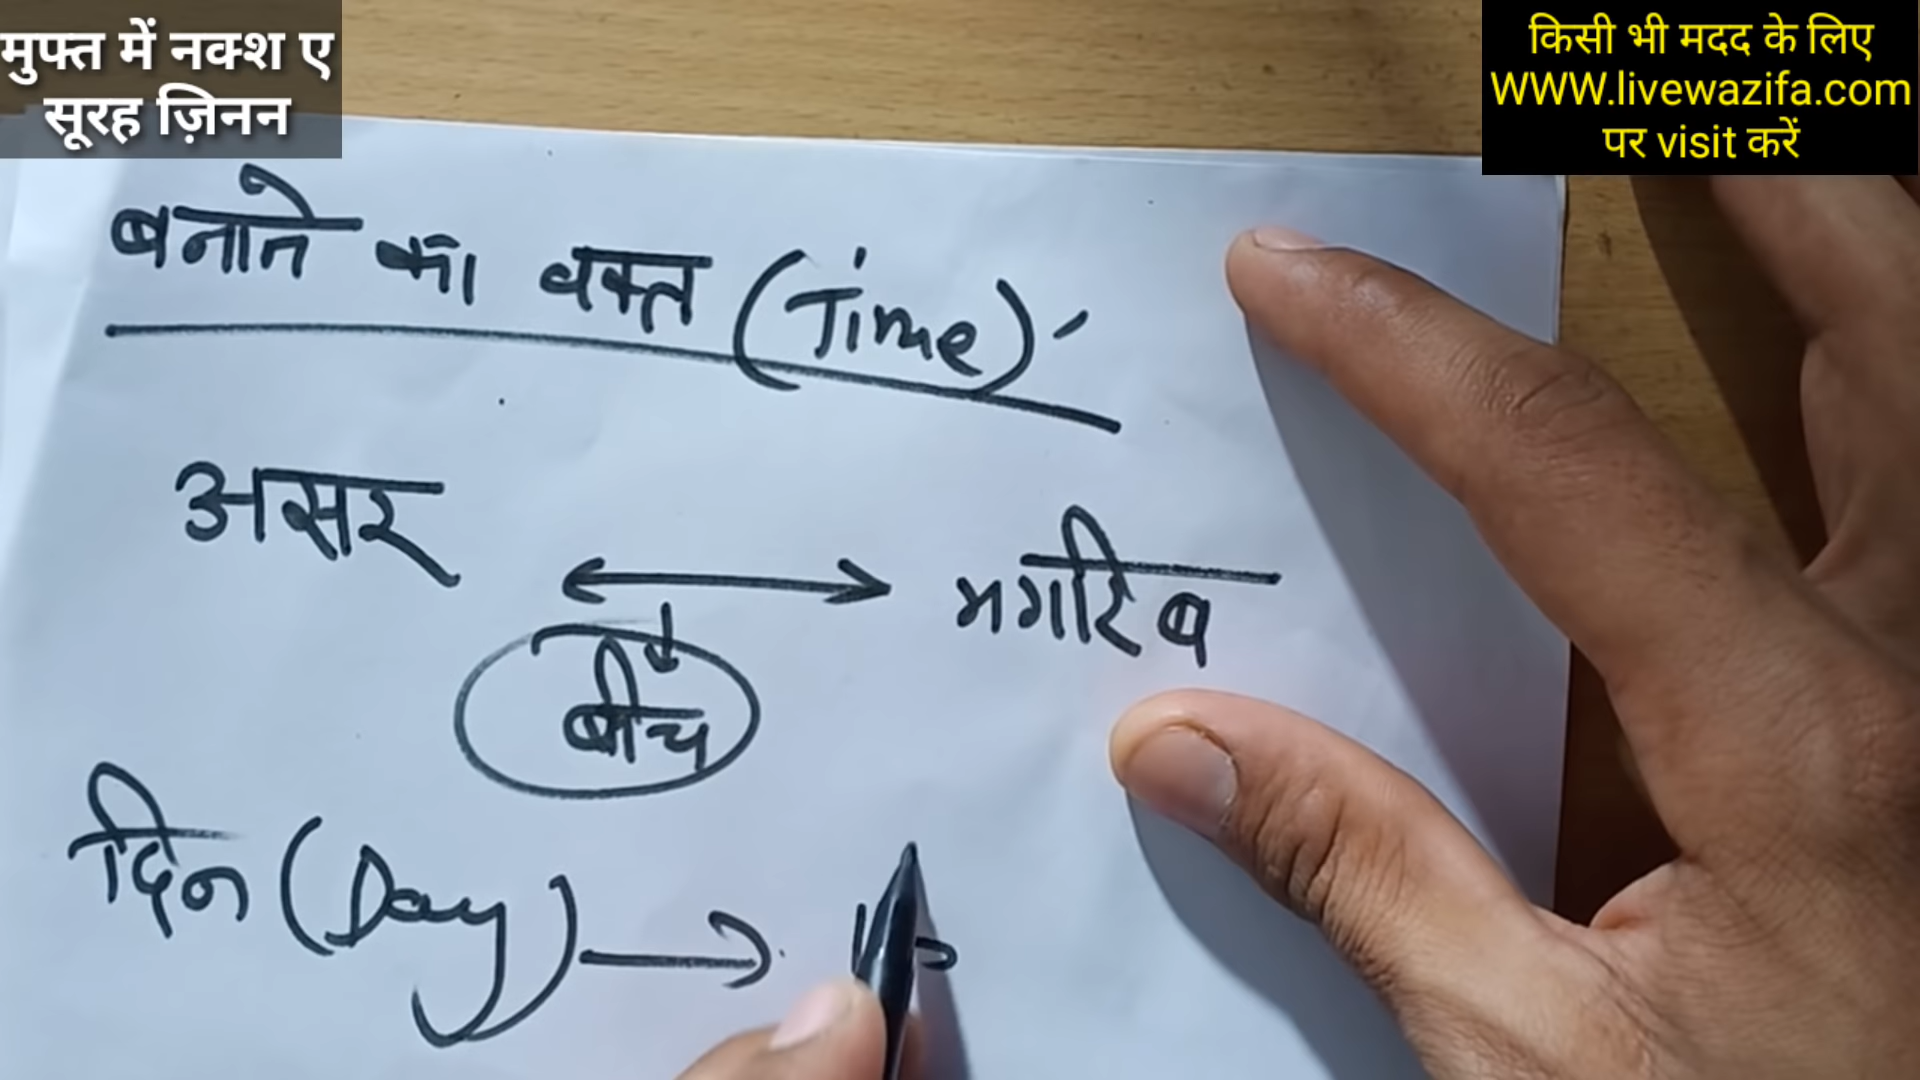 मुफ्त में नक्श ए
सूरह ज़िनन
किसी भी मदद के लिए
WWW.livewazifa.com
पर visit करें
बनाने का वक्त (Time)
असर
मगरिब
बीच
दिन (Day)